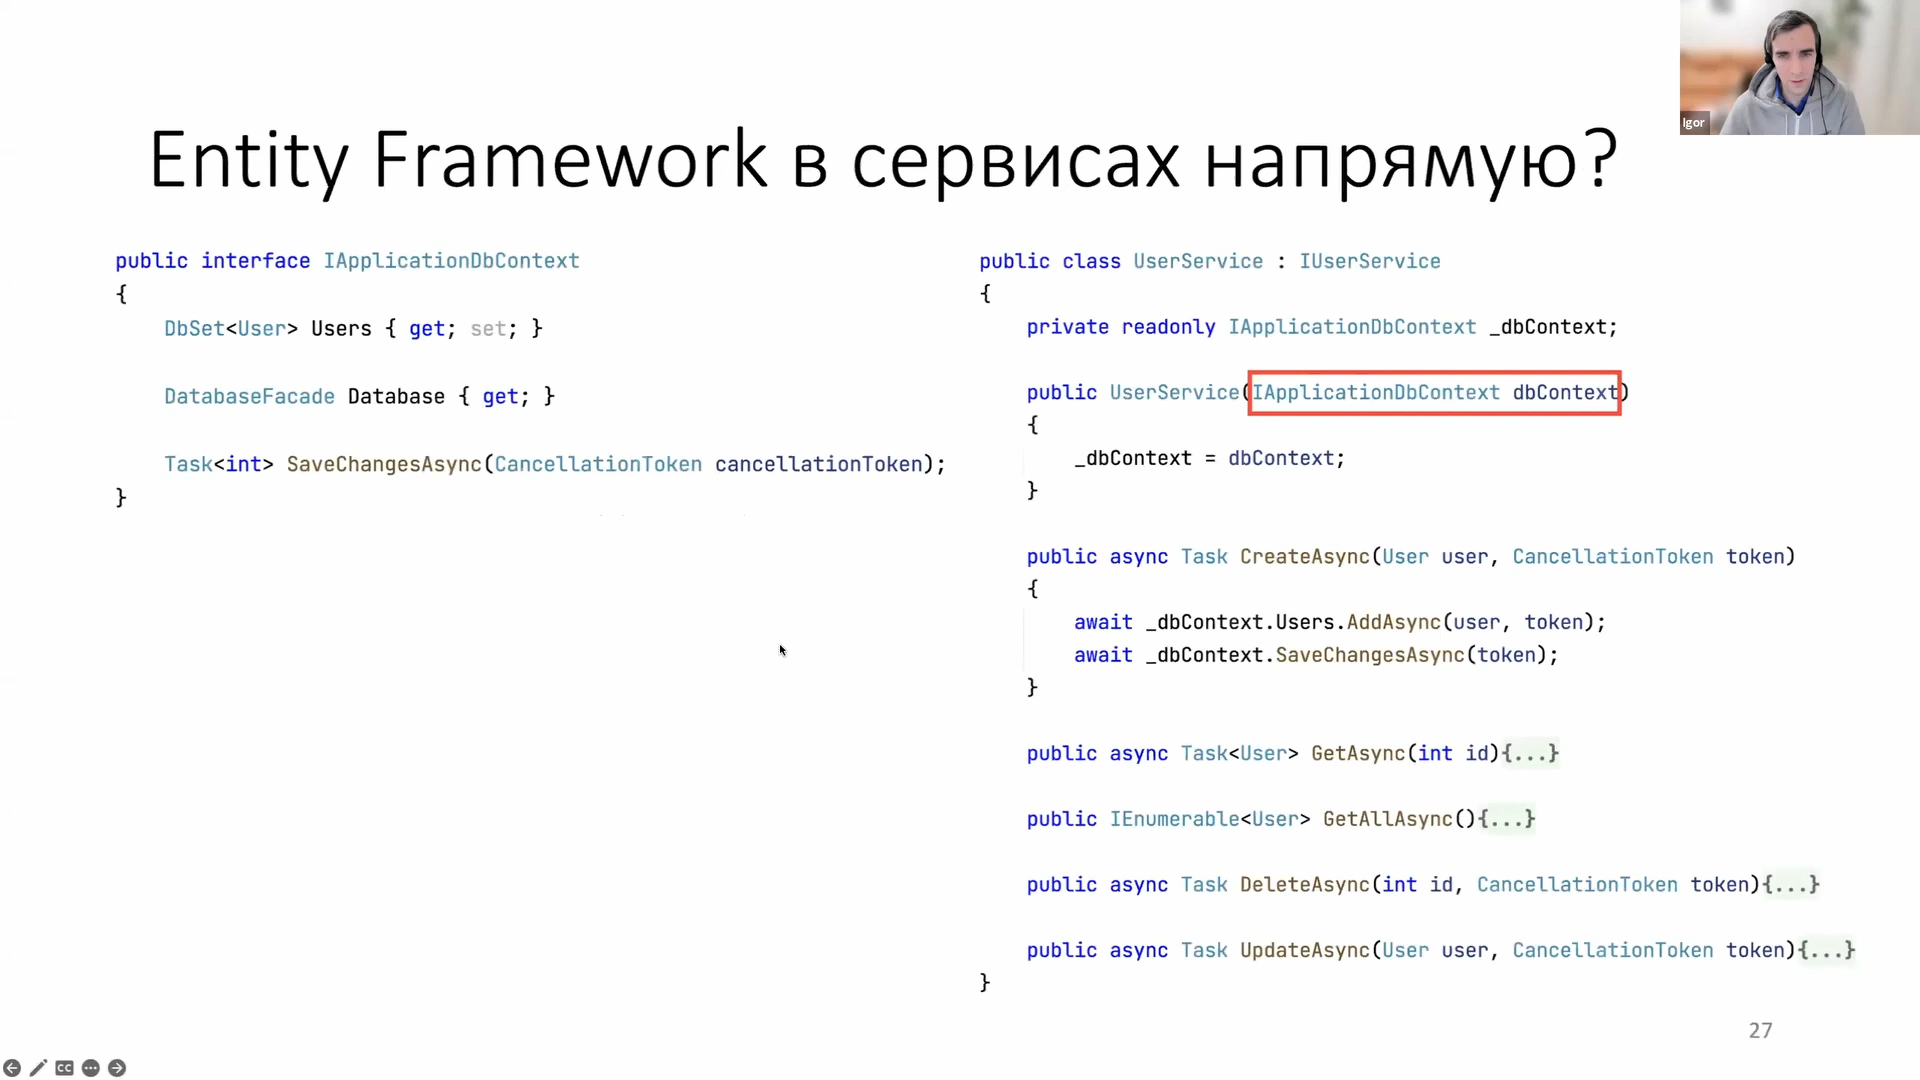 Igor
Entity Framework в сервисах напрямую?
public interface IApplicationDbContext
{
    DbSet<User> Users { get; set; }
    DatabaseFacade Database { get; }
    Task<int> SaveChangesAsync(CancellationToken cancellationToken);
}
public class UserService : IUserService
{
    private readonly IApplicationDbContext _dbContext;
    public UserService(IApplicationDbContext dbContext)
    {
        _dbContext = dbContext;
    }
    public async Task CreateAsync(User user, CancellationToken token)
    {
        await _dbContext.Users.AddAsync(user, token);
        await _dbContext.SaveChangesAsync(token);
    }
    public async Task<User> GetAsync(int id){...}
    public IEnumerable<User> GetAllAsync(){...}
    public async Task DeleteAsync(int id, CancellationToken token){...}
    public async Task UpdateAsync(User user, CancellationToken token){...}
}
27
CC